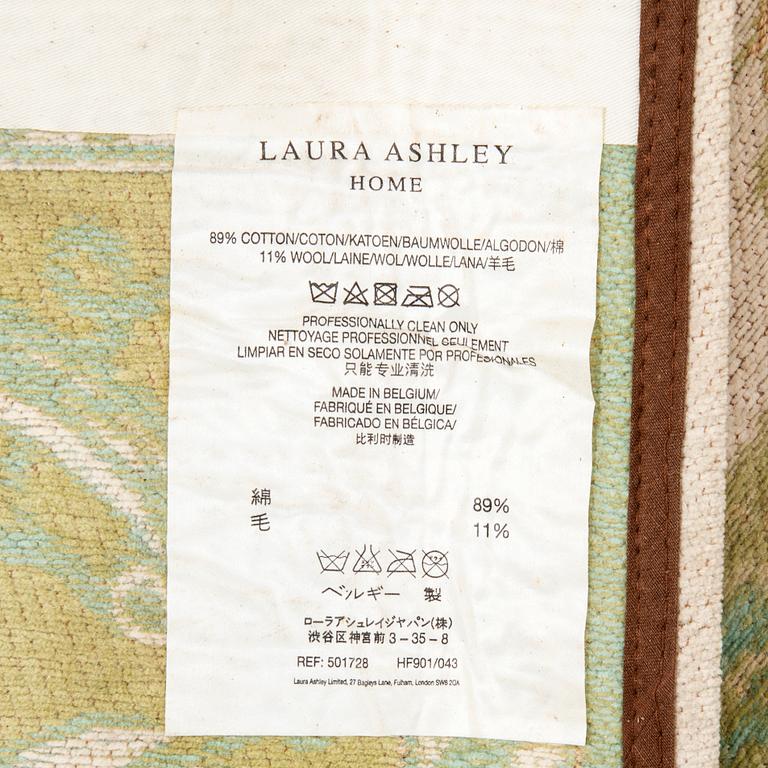 LAURA ASHLEY
HOME
89% COTTON/COTON/KATOEN/BAUMWOLLE/ALGODON/棉
11% WOOL/LAINE/WOL/WOLLE/LANA/羊毛
PROFESSIONALLY CLEAN ONLY
NETTOYAGE PROFESSIONNEL SEULEMENT
LIMPIAR EN SECO SOLAMENTE POR PROFESIONALES
只能专业清洗
MADE IN BELGIUM/
FABRIQUÉ EN BELGIQUE/
FABRICADO EN BÉLGICA/
比利时制造
綿 89%
毛 11%
ベルギー 製
ローラアシュレイジャパン(株)
渋谷区神宮前3-35-8
REF: 501728 HF901/043
Laura Ashley Limited, 27 Bagleys Lane, Fulham, London SW6 2QA